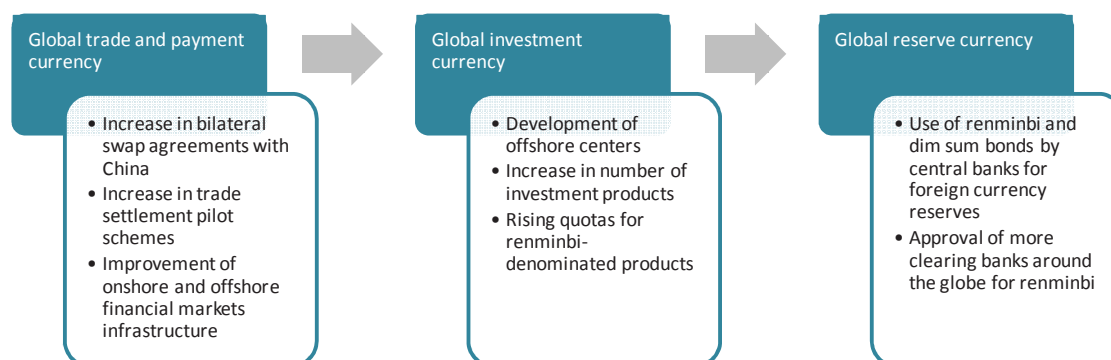 Global trade and payment
currency
• Increase in bilateral
swap agreements with
China
• Increase in trade
settlement pilot
schemes
• Improvement of
onshore and offshore
financial markets
infrastructure
Global investment
currency
• Development of
offshore centers
• Increase in number of
investment products
• Rising quotas for
renminbi-
denominated products
Global reserve currency
• Use of renminbi and
dim sum bonds by
central banks for
foreign currency
reserves
• Approval of more
clearing banks around
the globe for renminbi